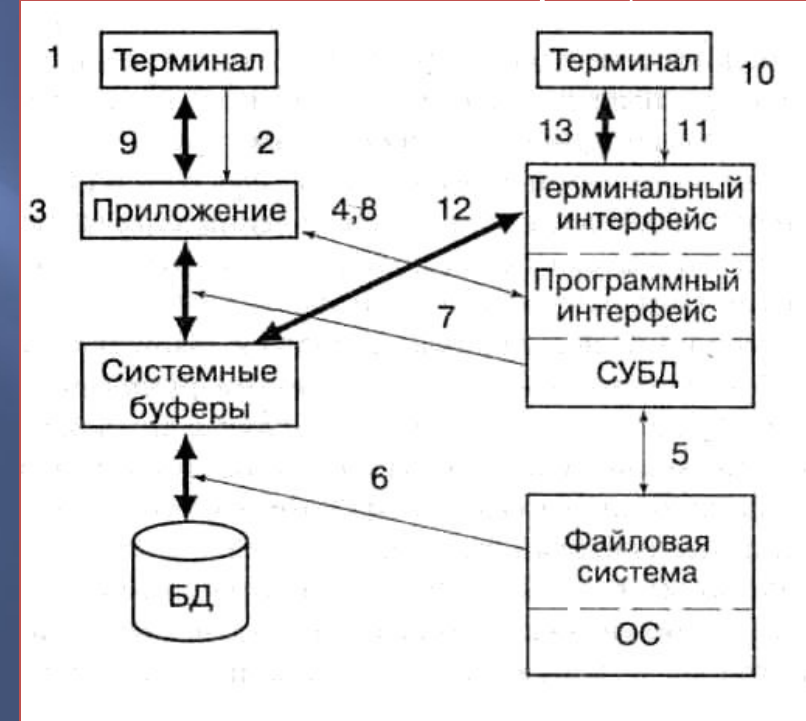 1
Терминал
Терминал
10
9
2
13
11
3
Приложение
4,8
12
Терминальный
интерфейс
Программный
интерфейс
7
Системные
буферы
СУБД
5
6
Файловая
система
БД
ОС